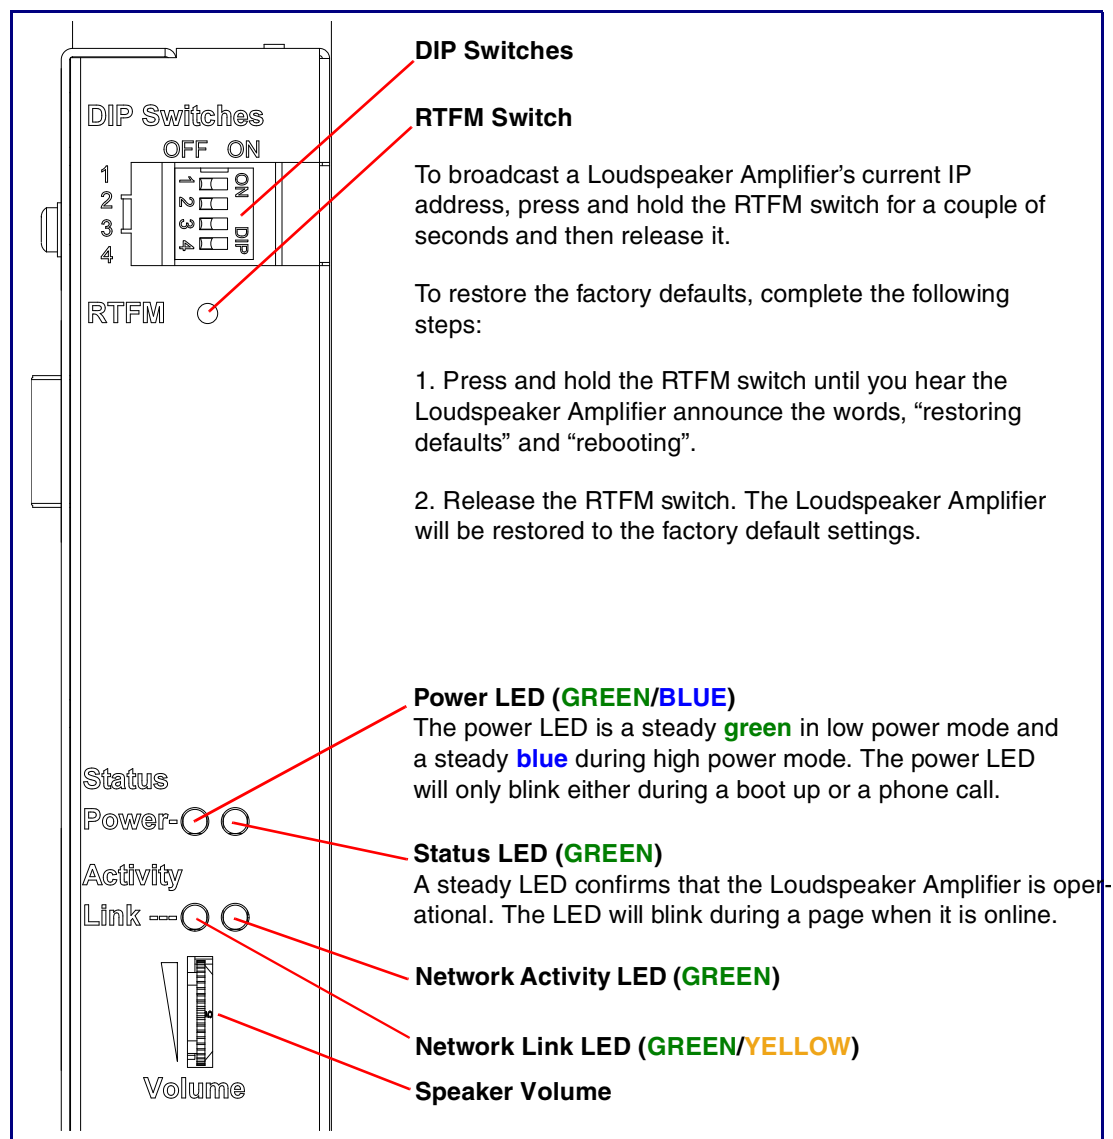 DIP Switches
RTFM Switch
To broadcast a Loudspeaker Amplifier’s current IP
address, press and hold the RTFM switch for a couple of
seconds and then release it.
To restore the factory defaults, complete the following
steps:
1. Press and hold the RTFM switch until you hear the
Loudspeaker Amplifier announce the words, “restoring
defaults” and “rebooting”.
2. Release the RTFM switch. The Loudspeaker Amplifier
will be restored to the factory default settings.
Power LED (GREEN/BLUE)
The power LED is a steady green in low power mode and
a steady blue during high power mode. The power LED
will only blink either during a boot up or a phone call.
Status LED (GREEN)
A steady LED confirms that the Loudspeaker Amplifier is oper-
ational. The LED will blink during a page when it is online.
Network Activity LED (GREEN)
Network Link LED (GREEN/YELLOW)
Speaker Volume
DIP Switches
OFF ON
1
2
3
4
1
2
3
4
ON
DIP
RTFM
Status
Power-
Activity
Link ---
Volume